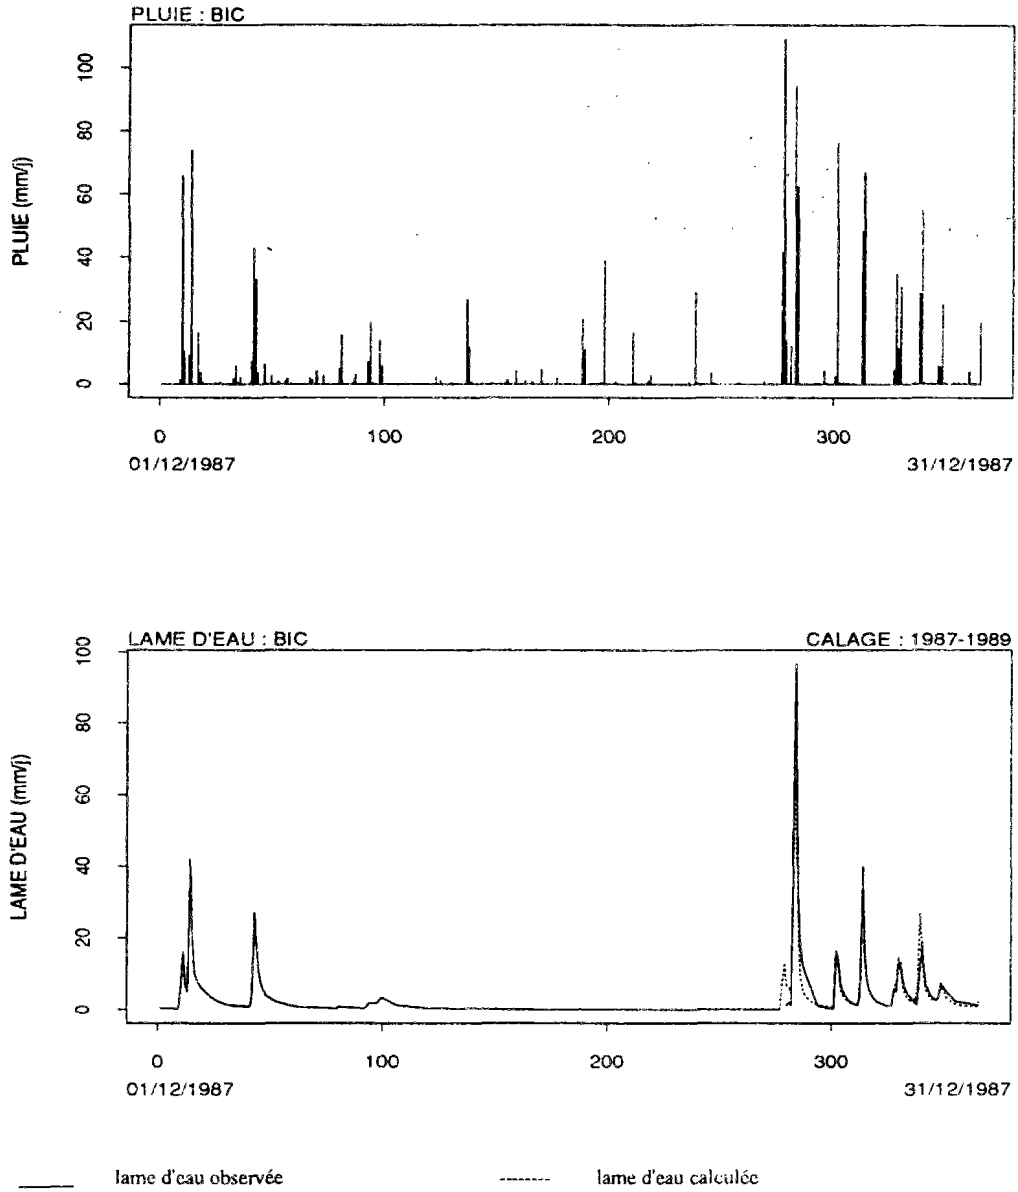 PLUIE : BIC
PLUIE (mm/j)
100
80
60
40
20
0
0 100 200 300
01/12/1987 31/12/1987
LAME D'EAU : BIC CALAGE : 1987-1989
LAME D'EAU (mm/j)
100
80
60
40
20
0
0 100 200 300
01/12/1987 31/12/1987
lame d'eau observée lame d'eau calculée